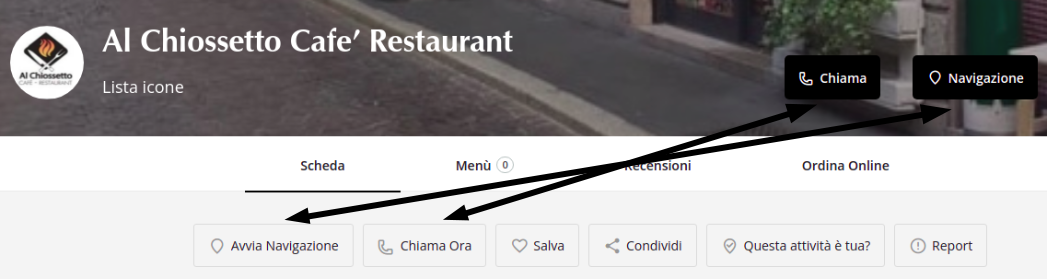 Al Chiossetto Cafe’ Restaurant
Al Chiossetto
CAFÈ • RESTAURANT
Lista icone
Chiama
Navigazione
Scheda
Menù 0
Recensioni
Ordina Online
Avvia Navigazione
Chiama Ora
Salva
Condividi
Questa attività è tua?
Report